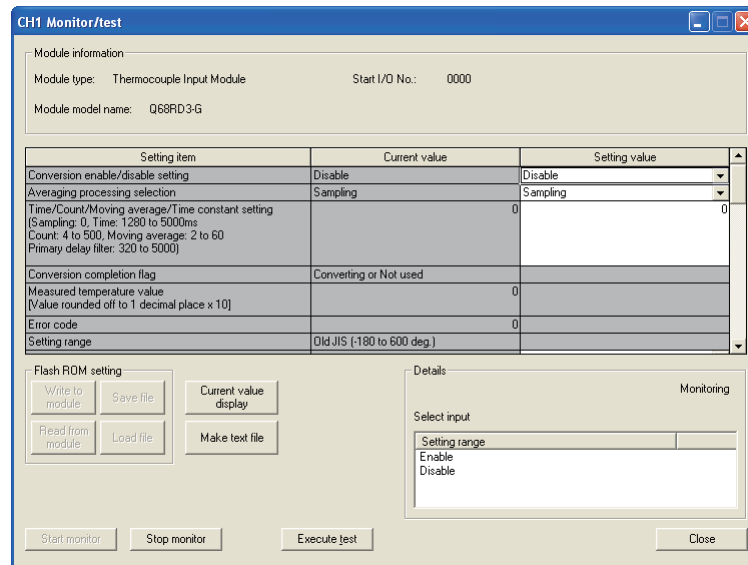 CH1 Monitor/test
Module information
Module type: Thermocouple Input Module Start I/O No.: 0000
Module model name: Q68RD3-G
Setting item Current value Setting value
Conversion enable/disable setting Disable Disable
Averaging processing selection Sampling Sampling
Time/Count/Moving average/Time constant setting 0 0
(Sampling: 0, Time: 1280 to 5000ms
Count: 4 to 500, Moving average: 2 to 60
Primary delay filter: 320 to 5000)
Conversion completion flag Converting or Not used
Measured temperature value 0
[Value rounded off to 1 decimal place x 10]
Error code 0
Setting range Old JIS (-180 to 600 deg.)
Flash ROM setting
Write to module
Save file
Current value display
Read from module
Load file
Make text file
Details
Monitoring
Select input
Setting range
Enable
Disable
Start monitor Stop monitor Execute test Close